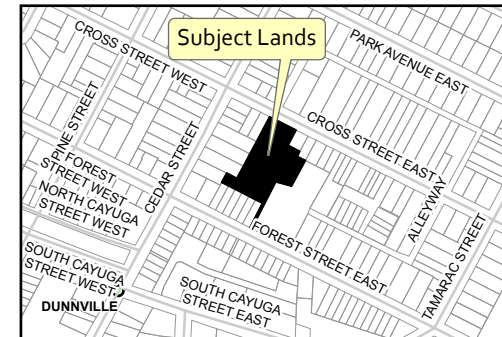 Subject Lands
CROSS STREET WEST
PARK AVENUE EAST
PINE STREET
CEDAR STREET
CROSS STREET EAST
FOREST
STREET WEST
NORTH CAYUGA
STREET WEST
ALLEYWAY
FOREST STREET EAST
TAMARAC STREET
SOUTH CAYUGA
STREET WEST
DUNNVILLE
SOUTH CAYUGA
STREET EAST